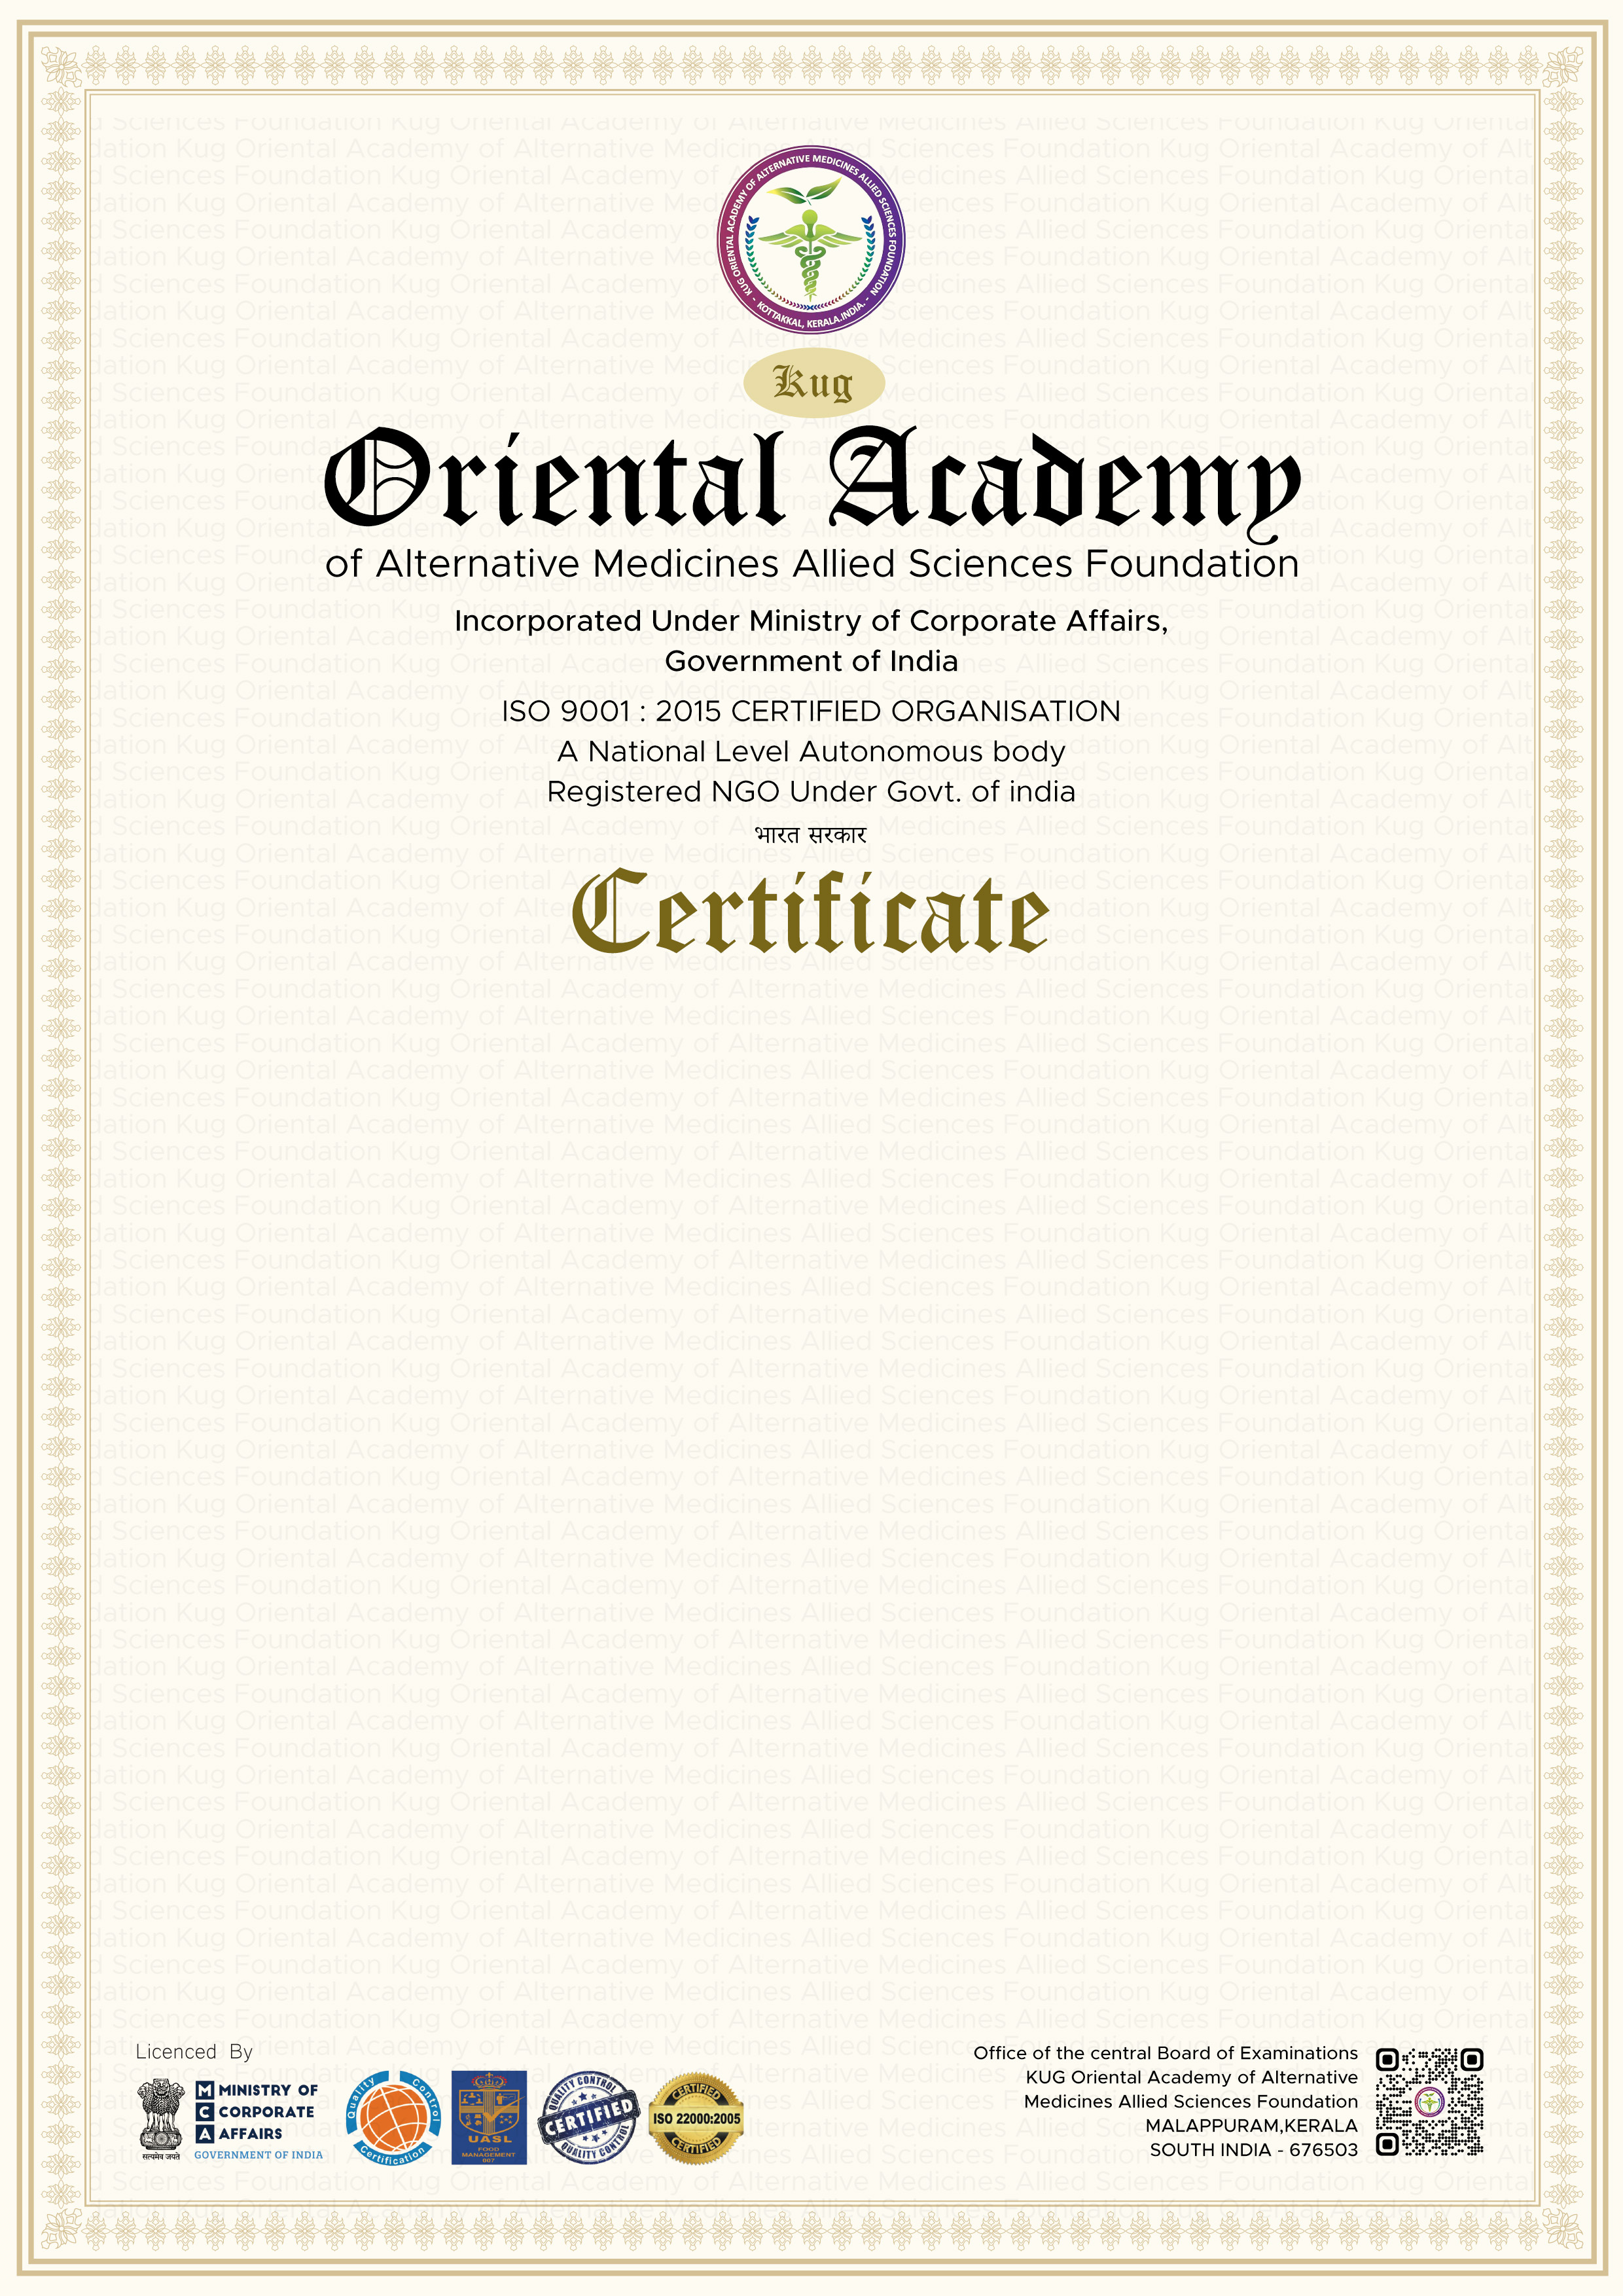 KUG ORIENTAL ACADEMY OF ALTERNATIVE MEDICINES ALLIED SCIENCES FOUNDATION
- KOTTAKKAL, KERALA.INDIA. -
Kug
Oriental Academy
of Alternative Medicines Allied Sciences Foundation
Incorporated Under Ministry of Corporate Affairs,
Government of India
ISO 9001 : 2015 CERTIFIED ORGANISATION
A National Level Autonomous body
Registered NGO Under Govt. of india
भारत सरकार
Certificate
Licenced By
सत्यमेव जयते
M MINISTRY OF
C CORPORATE
A AFFAIRS
GOVERNMENT OF INDIA
Quality Control
Certification
UASL
FOOD
MANAGEMENT
QUALITY CONTROL
CERTIFIED
QUALITY CONTROL
CERTIFIED
ISO 22000:2005
CERTIFIED
Office of the central Board of Examinations
KUG Oriental Academy of Alternative
Medicines Allied Sciences Foundation
MALAPPURAM,KERALA
SOUTH INDIA - 676503